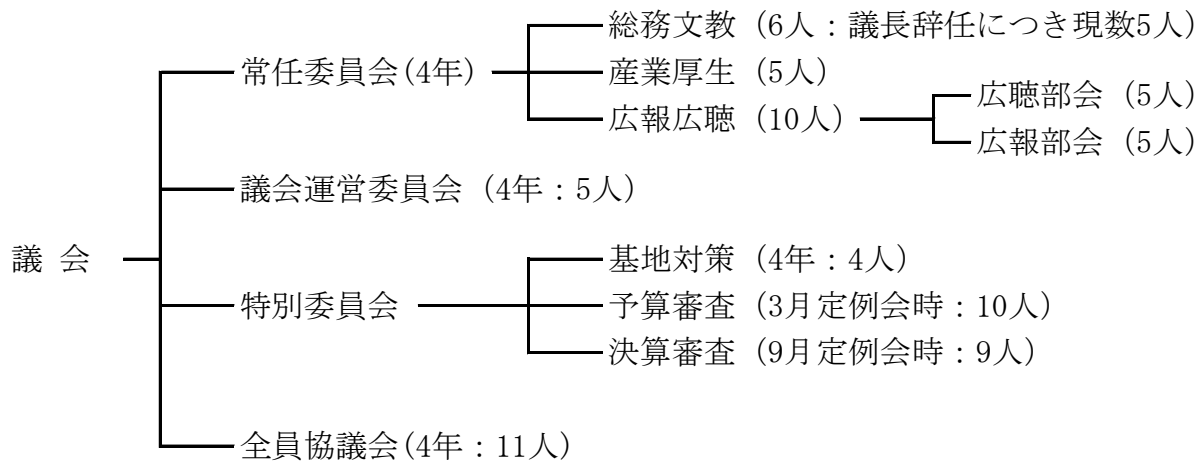 総務文教（6人：議長辞任につき現数5人）
常任委員会(4年)
産業厚生（5人）
広報広聴（10人）
広聴部会（5人）
広報部会（5人）
議会運営委員会（4年：5人）
議 会
基地対策（4年：4人）
特別委員会
予算審査（3月定例会時：10人）
決算審査（9月定例会時：9人）
全員協議会(4年：11人)